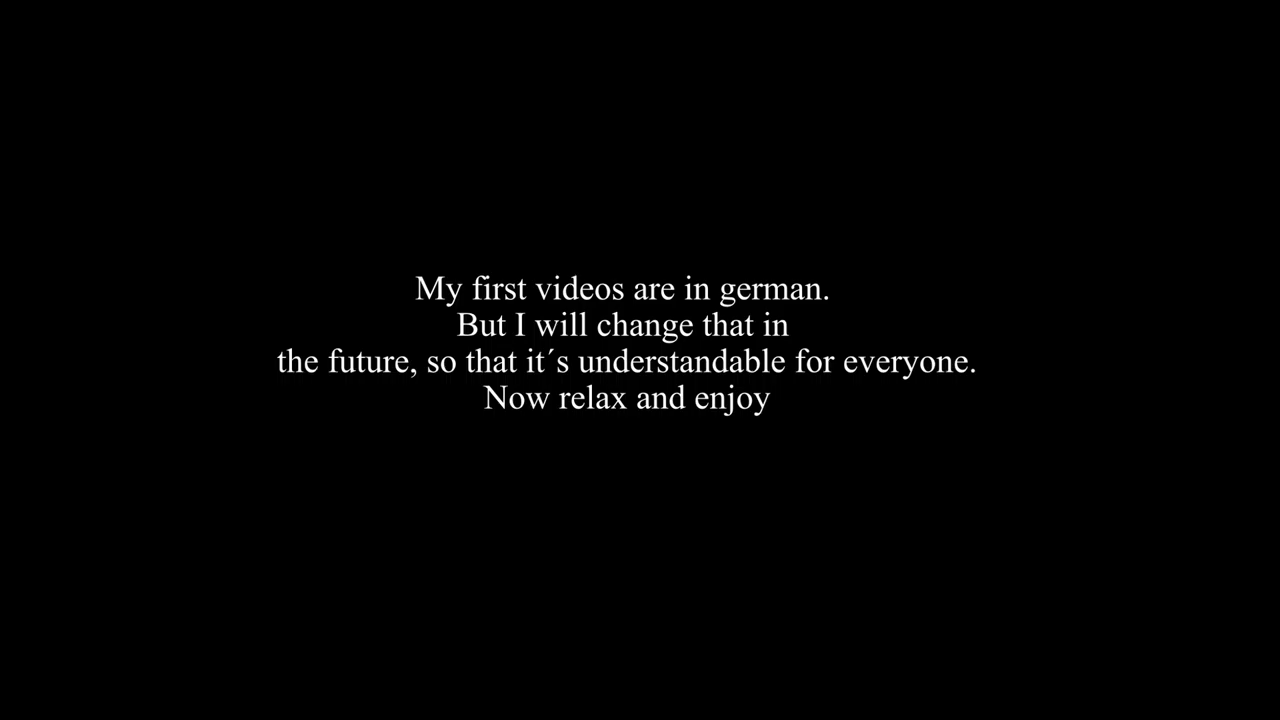 My first videos are in german.
But I will change that in
the future, so that it´s understandable for everyone.
Now relax and enjoy